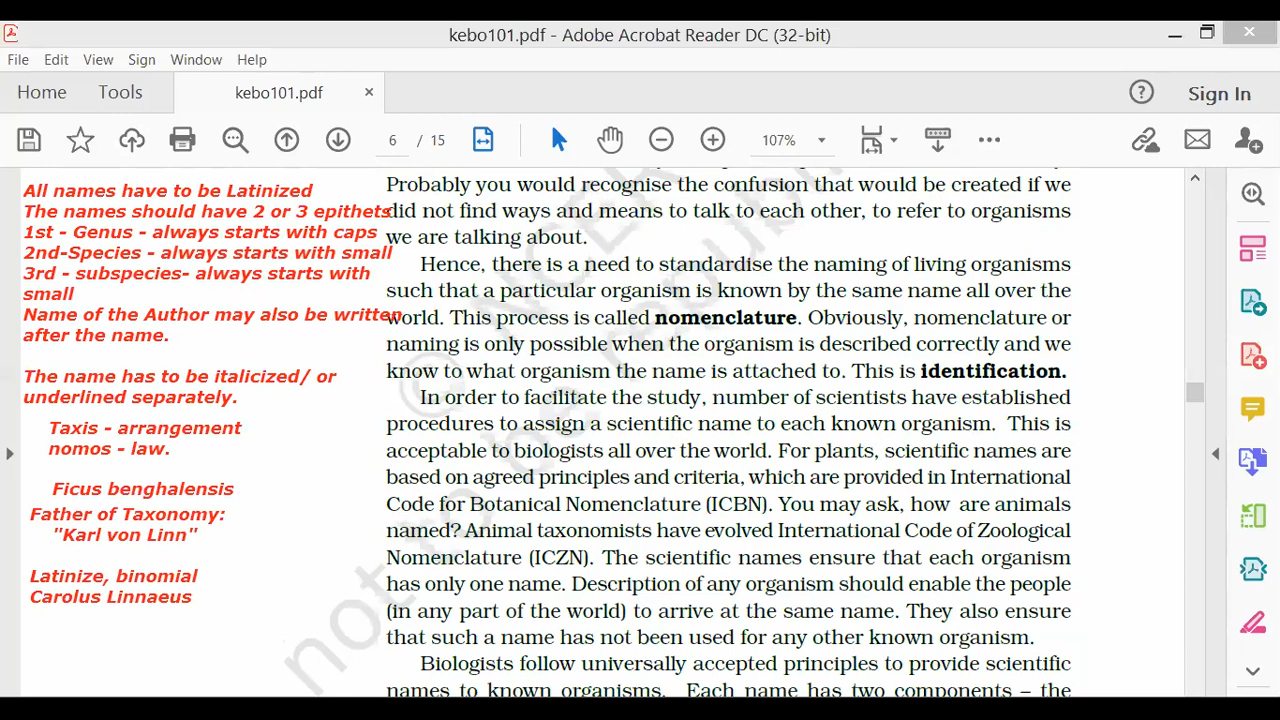 kebo101.pdf - Adobe Acrobat Reader DC (32-bit)
File Edit View Sign Window Help
Home Tools kebo101.pdf × ? Sign In
6 / 15 107%
All names have to be Latinized
The names should have 2 or 3 epithets
1st - Genus - always starts with caps
2nd-Species - always starts with small
3rd - subspecies- always starts with
small
Name of the Author may also be written
after the name.
The name has to be italicized/ or
underlined separately.
Taxis - arrangement
nomos - law.
Ficus benghalensis
Father of Taxonomy:
"Karl von Linn"
Latinize, binomial
Carolus Linnaeus
Probably you would recognise the confusion that would be created if we
did not find ways and means to talk to each other, to refer to organisms
we are talking about.
Hence, there is a need to standardise the naming of living organisms
such that a particular organism is known by the same name all over the
world. This process is called nomenclature. Obviously, nomenclature or
naming is only possible when the organism is described correctly and we
know to what organism the name is attached to. This is identification.
In order to facilitate the study, number of scientists have established
procedures to assign a scientific name to each known organism. This is
acceptable to biologists all over the world. For plants, scientific names are
based on agreed principles and criteria, which are provided in International
Code for Botanical Nomenclature (ICBN). You may ask, how are animals
named? Animal taxonomists have evolved International Code of Zoological
Nomenclature (ICZN). The scientific names ensure that each organism
has only one name. Description of any organism should enable the people
(in any part of the world) to arrive at the same name. They also ensure
that such a name has not been used for any other known organism.
Biologists follow universally accepted principles to provide scientific
names to known organisms. Each name has two components – the
© NCER
not to be republ